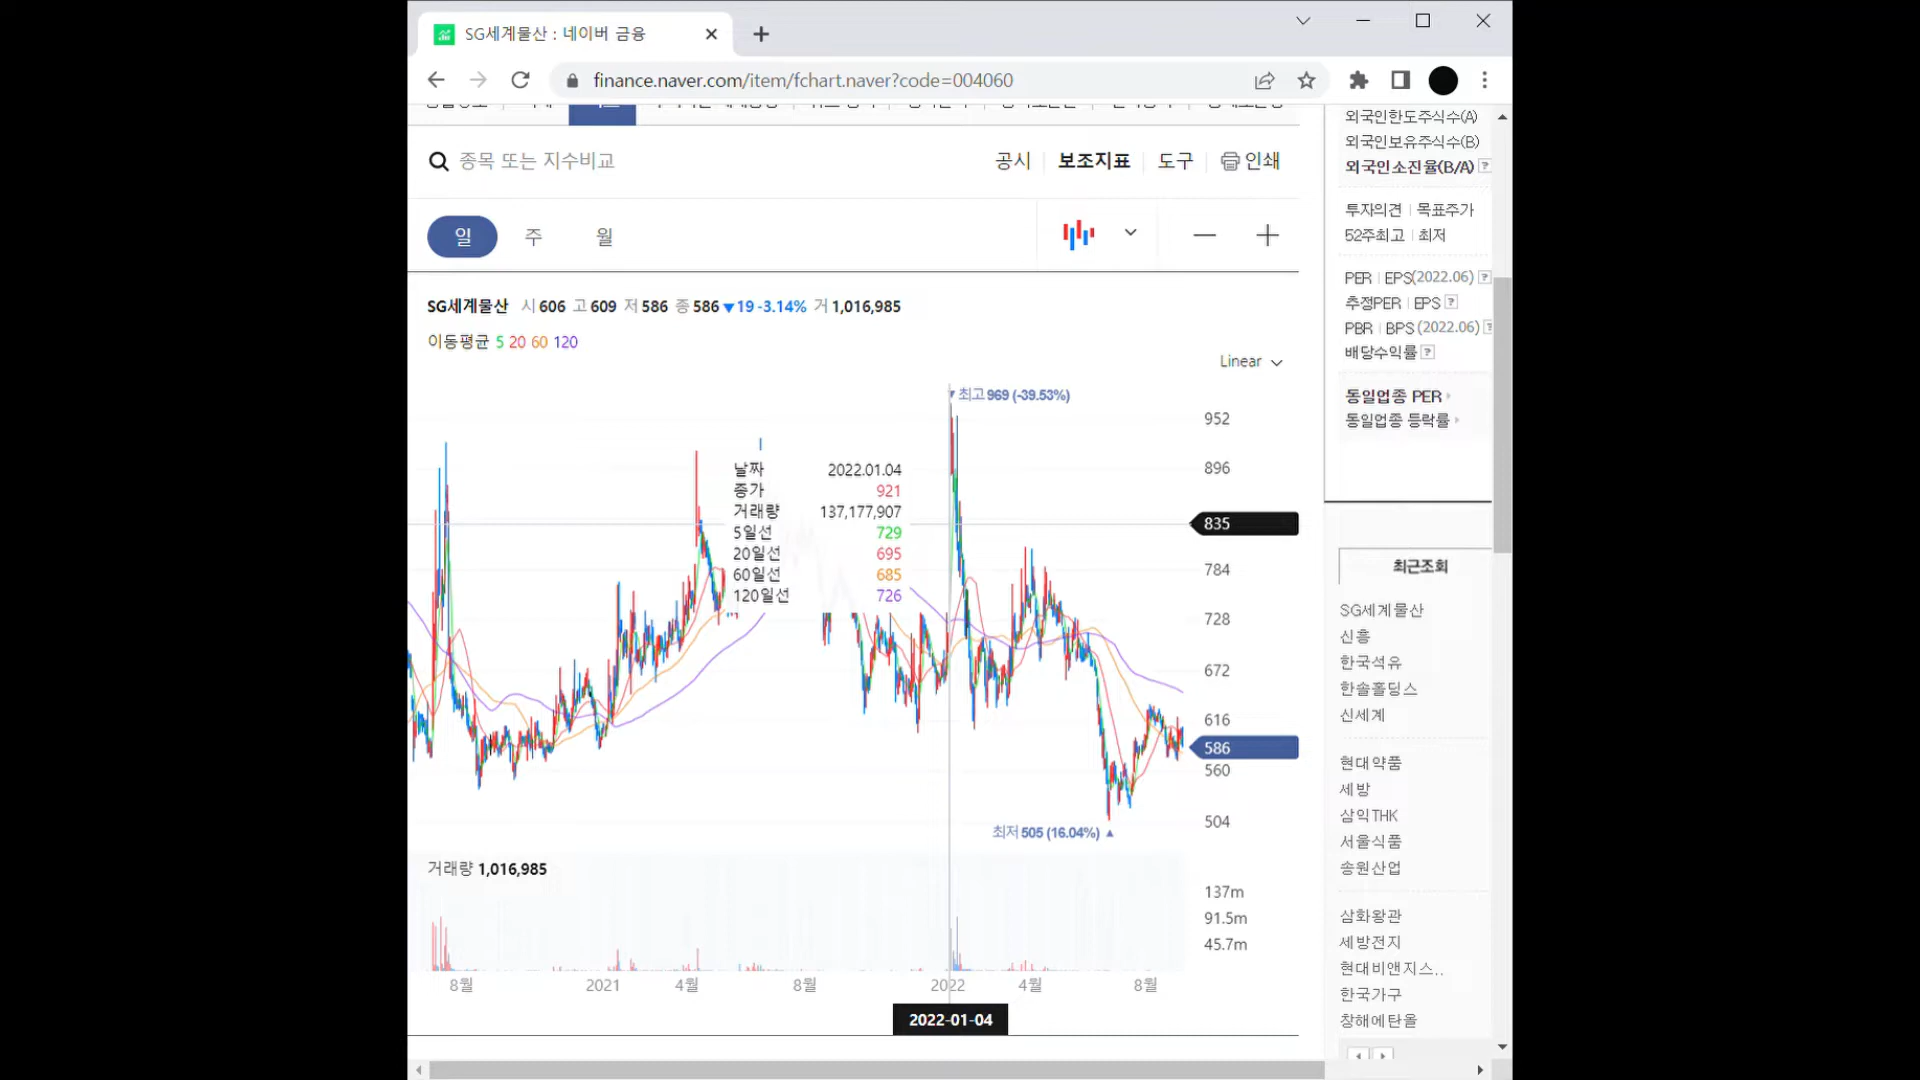 SG세계물산 : 네이버 금융
finance.naver.com/item/fchart.naver?code=004060
종목 또는 지수비교
공시 보조지표 도구 인쇄
일 주 월
SG세계물산 시 606 고 609 저 586 종 586 ▼19 -3.14% 거 1,016,985
이동평균 5 20 60 120
Linear
최고 969 (-39.53%)
952
896
835
784
728
672
616
586
560
504
날짜 2022.01.04
종가 921
거래량 137,177,907
5일선 729
20일선 695
60일선 685
120일선 726
최저 505 (16.04%)
거래량 1,016,985
137m
91.5m
45.7m
8월 2021 4월 8월 2022 4월 8월
2022-01-04
외국인한도주식수(A)
외국인보유주식수(B)
외국인소진율(B/A) ?
투자의견 | 목표주가
52주최고 | 최저
PER | EPS(2022.06) ?
추정PER | EPS ?
PBR | BPS (2022.06) ?
배당수익률 ?
동일업종 PER
동일업종 등락률
최근조회
SG세계물산
신흥
한국석유
한솔홀딩스
신세계
현대약품
세방
삼익THK
서울식품
송원산업
삼화왕관
세방전지
현대비앤지스..
한국가구
창해에탄올